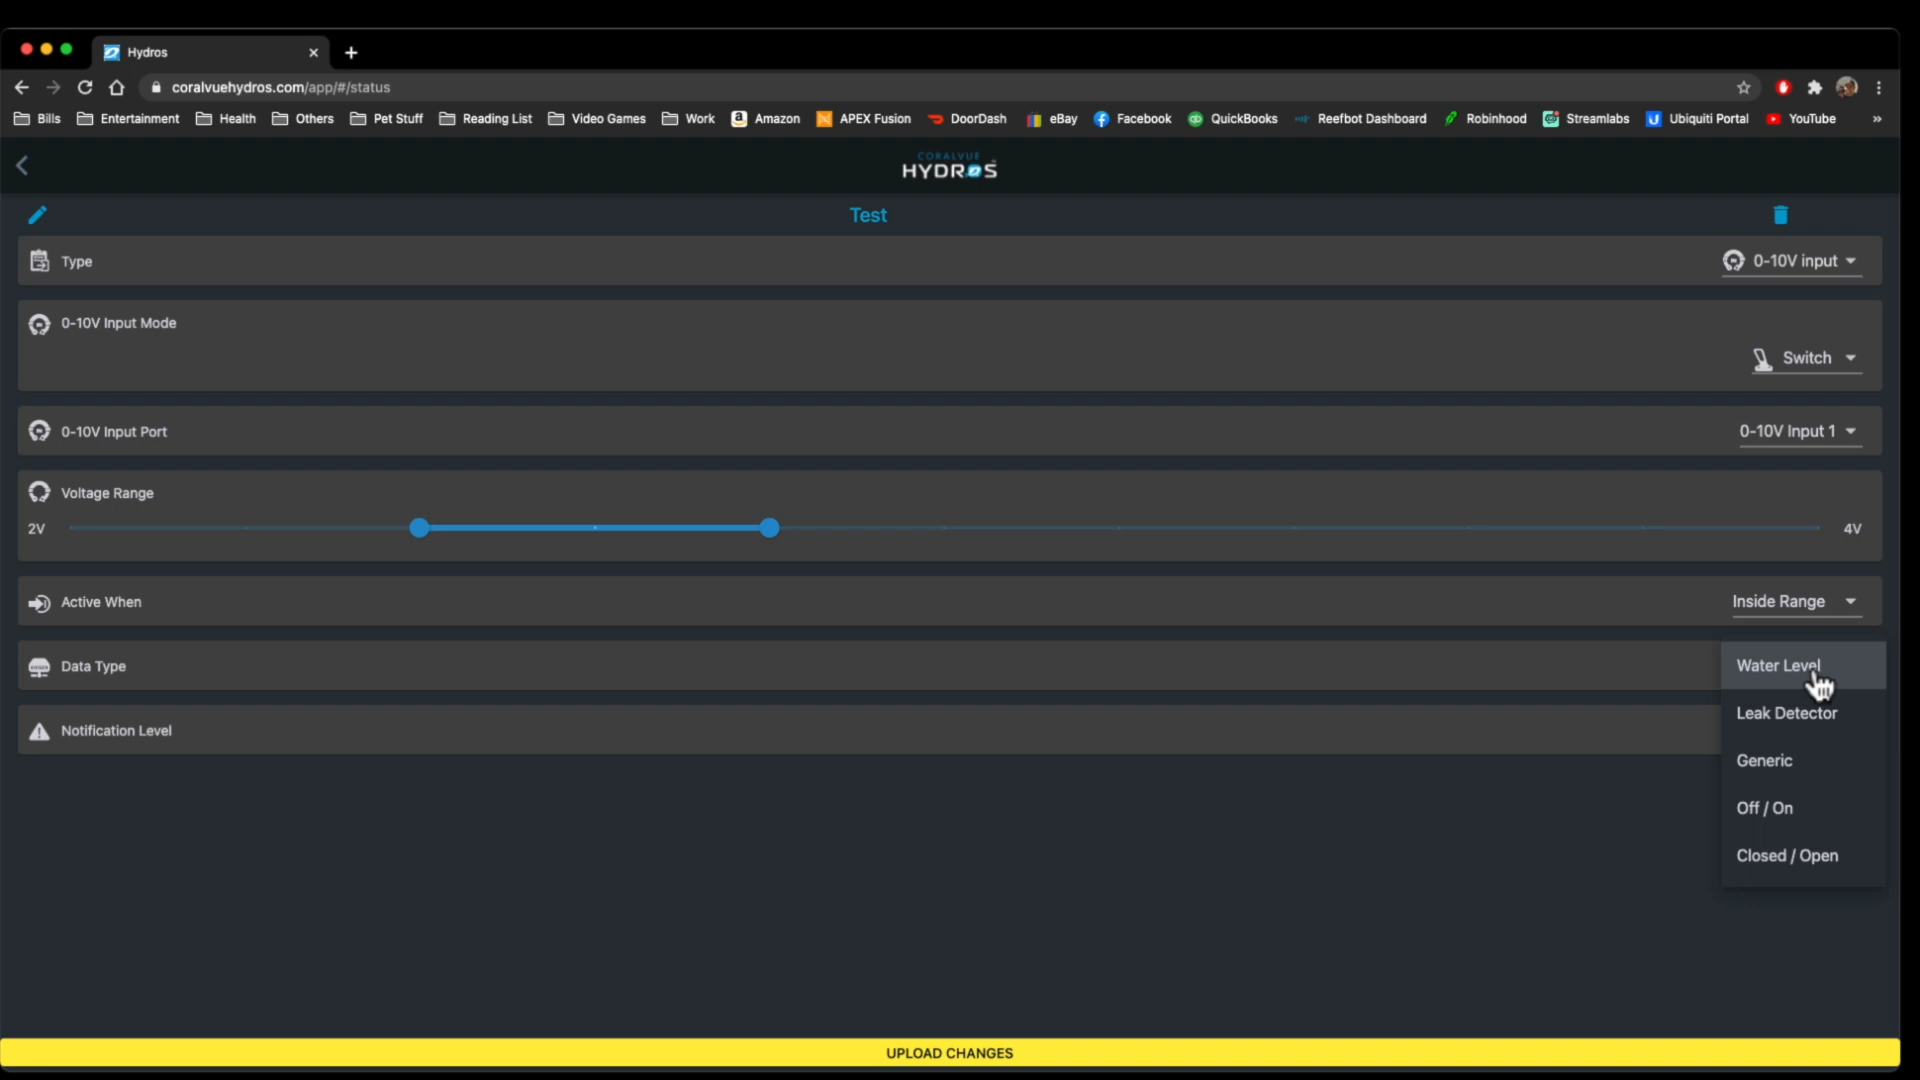 Hydros
coralvuehydros.com/app/#/status
Bills Entertainment Health Others Pet Stuff Reading List Video Games Work Amazon APEX Fusion DoorDash eBay Facebook QuickBooks Reefbot Dashboard Robinhood Streamlabs Ubiquiti Portal YouTube »
CORALVUE
HYDROS
Test
Type 0-10V input
0-10V Input Mode
Switch
0-10V Input Port 0-10V Input 1
Voltage Range
2V 4V
Active When Inside Range
Data Type Water Level
Leak Detector
Notification Level
Generic
Off / On
Closed / Open
UPLOAD CHANGES